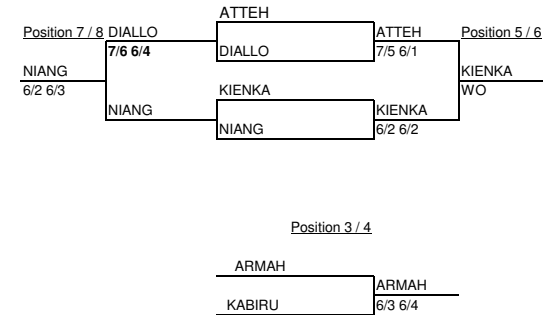 ATTEH
Position 7 / 8 DIALLO ATTEH Position 5 / 6
7/6 6/4 DIALLO 7/5 6/1
NIANG KIENKA
6/2 6/3 KIENKA WO
NIANG KIENKA
NIANG 6/2 6/2
Position 3 / 4
ARMAH
ARMAH
KABIRU 6/3 6/4